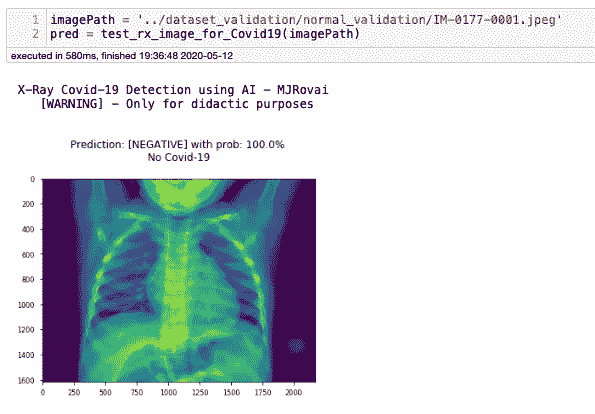 1 imagePath = '../dataset_validation/normal_validation/IM-0177-0001.jpeg'
2 pred = test_rx_image_for_Covid19(imagePath)
executed in 580ms, finished 19:36:48 2020-05-12
X-Ray Covid-19 Detection using AI - MJRovai
[WARNING] - Only for didactic purposes
Prediction: [NEGATIVE] with prob: 100.0%
No Covid-19
0
200
400
600
800
1000
1200
1400
1600
0 250 500 750 1000 1250 1500 1750 2000